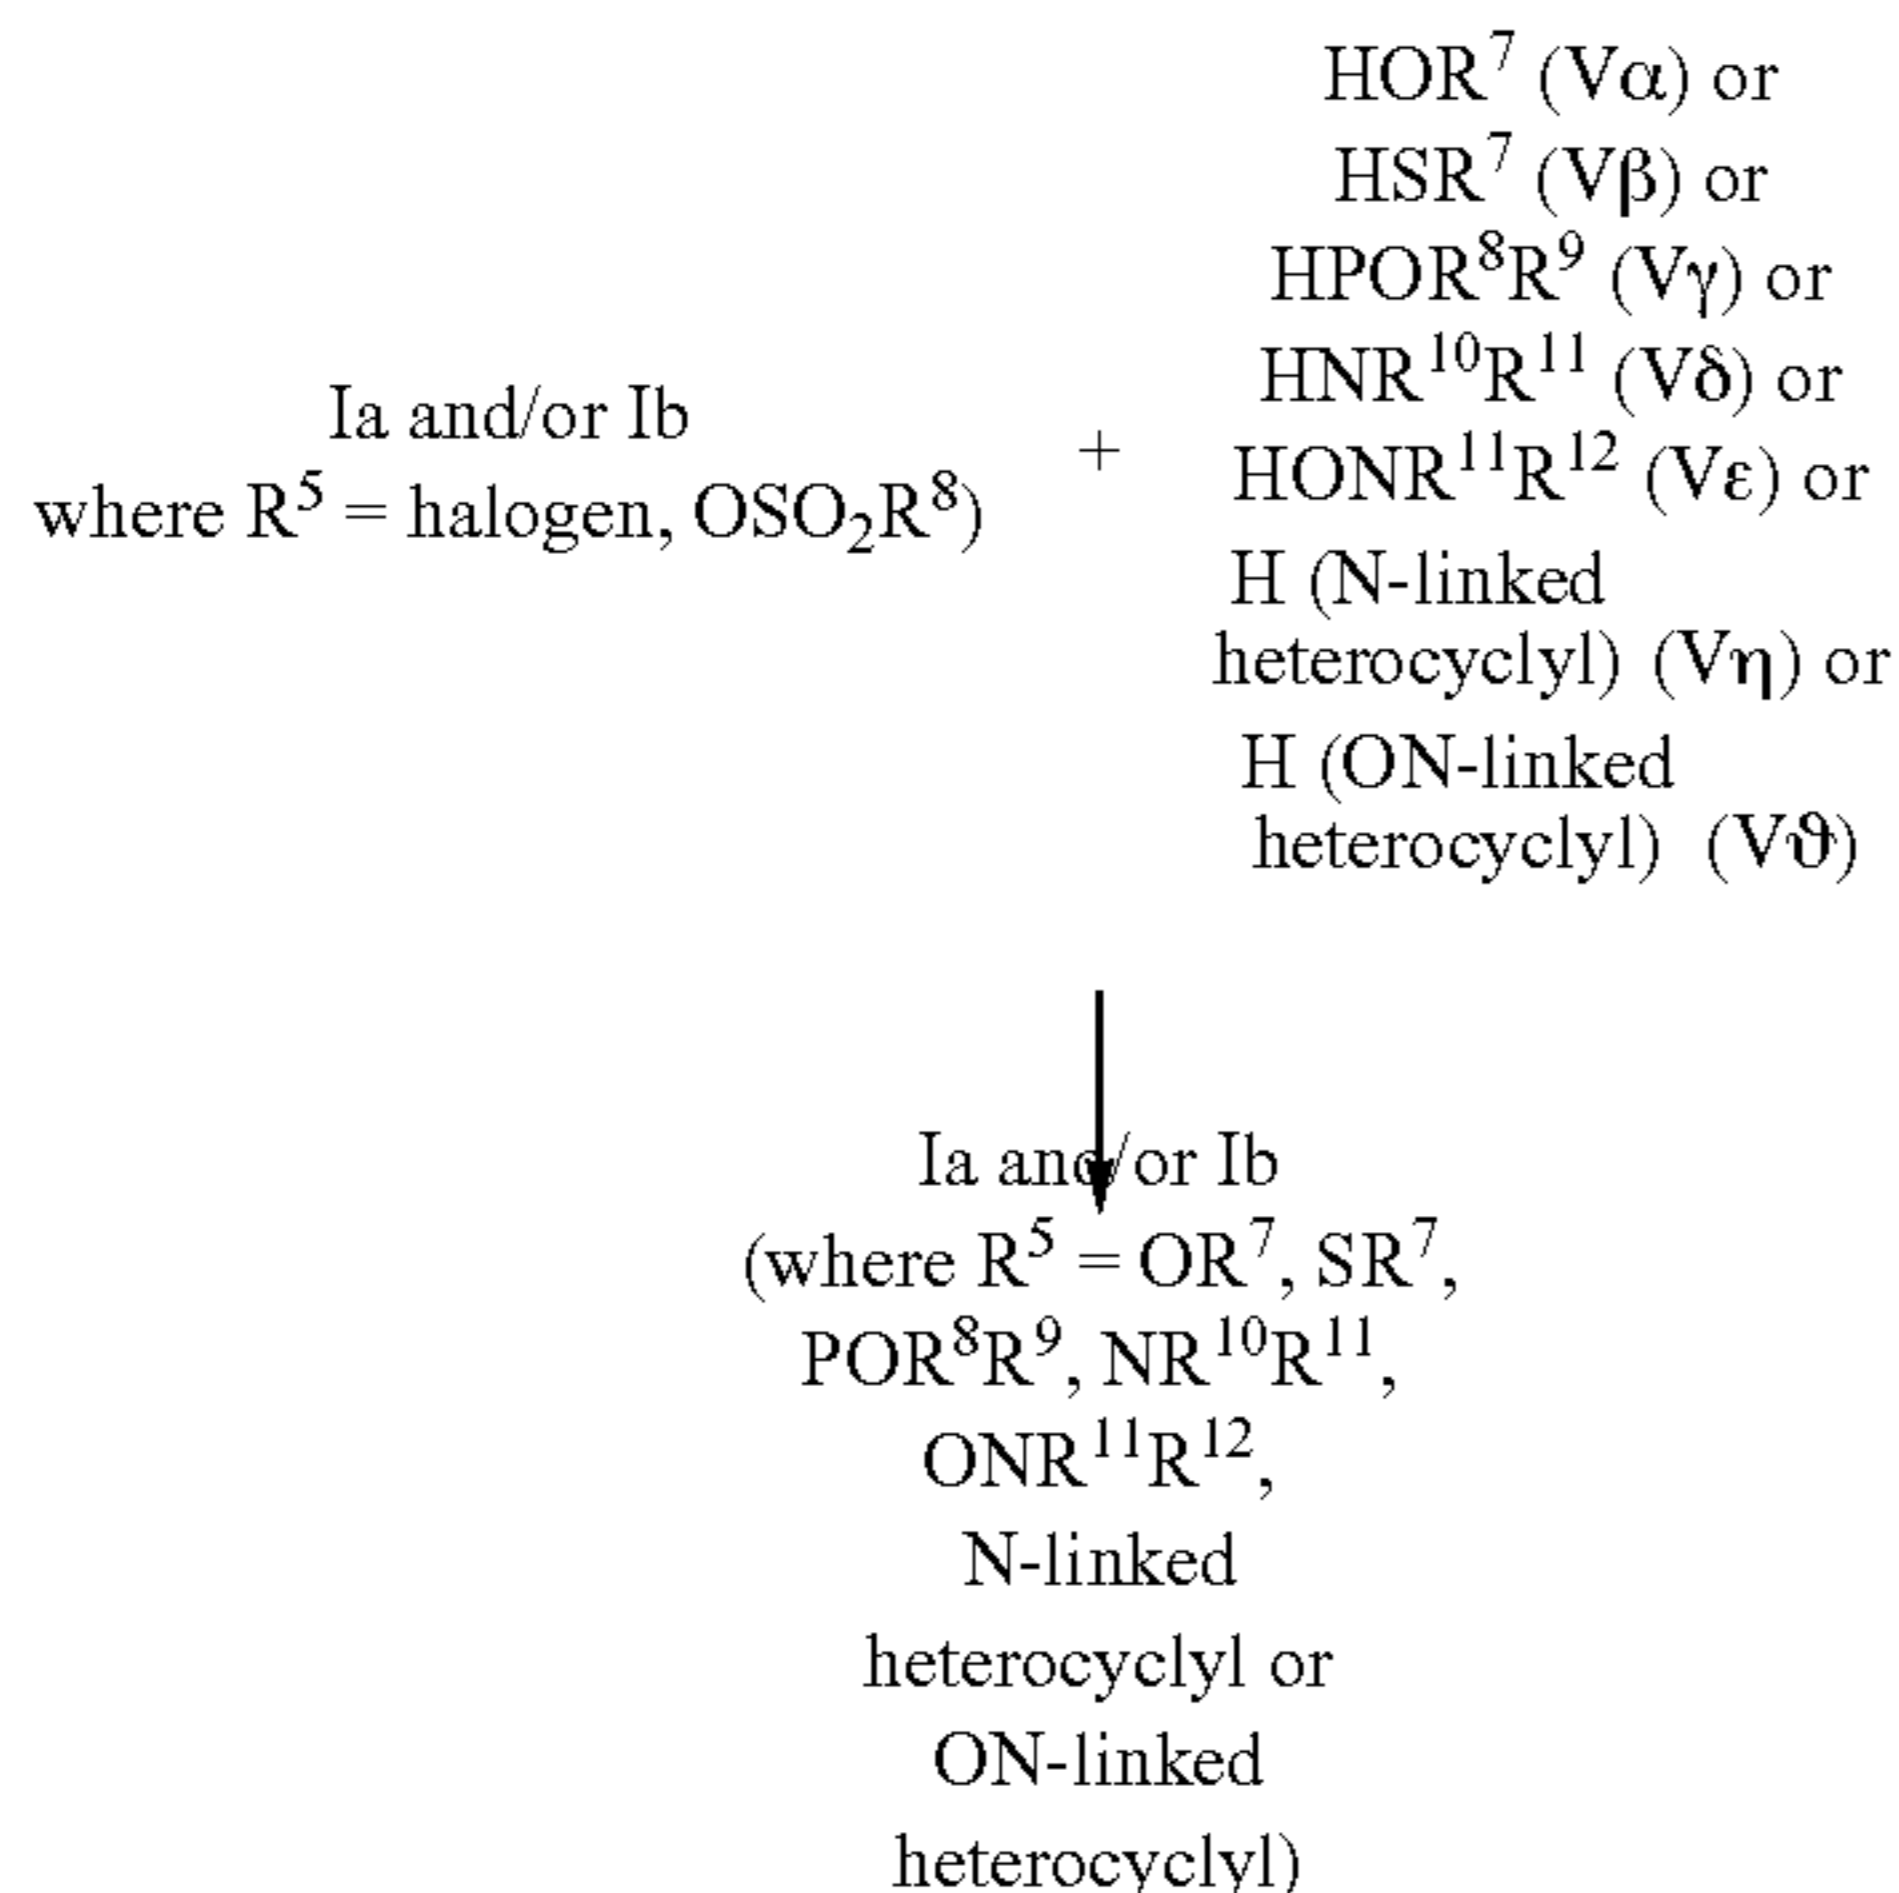 HOR⁷ (Vα) or
HSR⁷ (Vβ) or
HPOR⁸R⁹ (Vγ) or
HNR¹⁰R¹¹ (Vδ) or
Ia and/or Ib
+
HONR¹¹R¹² (Vε) or
where R⁵ = halogen, OSO₂R⁸)
H (N-linked
heterocyclyl) (Vη) or
H (ON-linked
heterocyclyl) (Vϑ)
Ia and/or Ib
(where R⁵ = OR⁷, SR⁷,
POR⁸R⁹, NR¹⁰R¹¹,
ONR¹¹R¹²,
N-linked
heterocyclyl or
ON-linked
heterocyclyl)